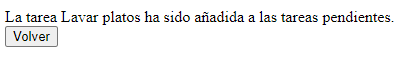 La tarea Lavar platos ha sido añadida a las tareas pendientes.
Volver